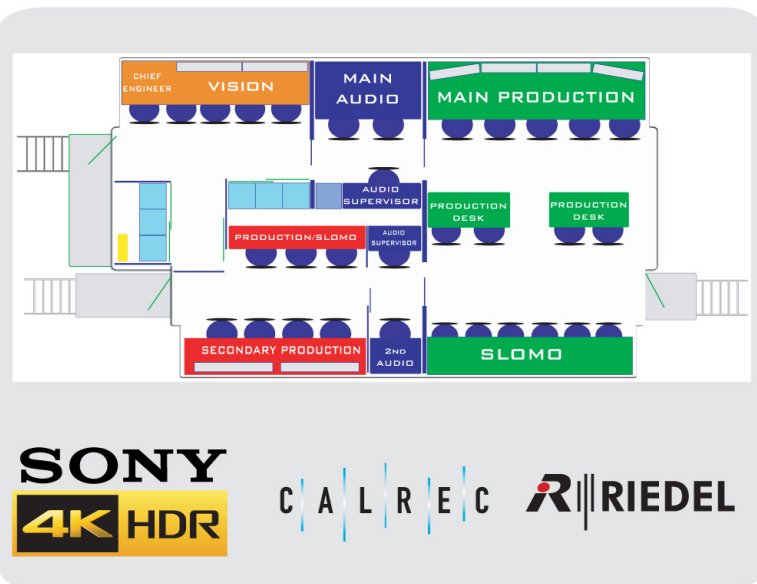 CHIEF
ENGINEER
VISION
MAIN
AUDIO
MAIN PRODUCTION
AUDIO
SUPERVISOR
PRODUCTION
DESK
PRODUCTION
DESK
PRODUCTION/SLOMO
AUDIO
SUPERVISOR
SECONDARY PRODUCTION
2ND
AUDIO
SLOMO
SONY
4K HDR
CALREC
RIEDEL